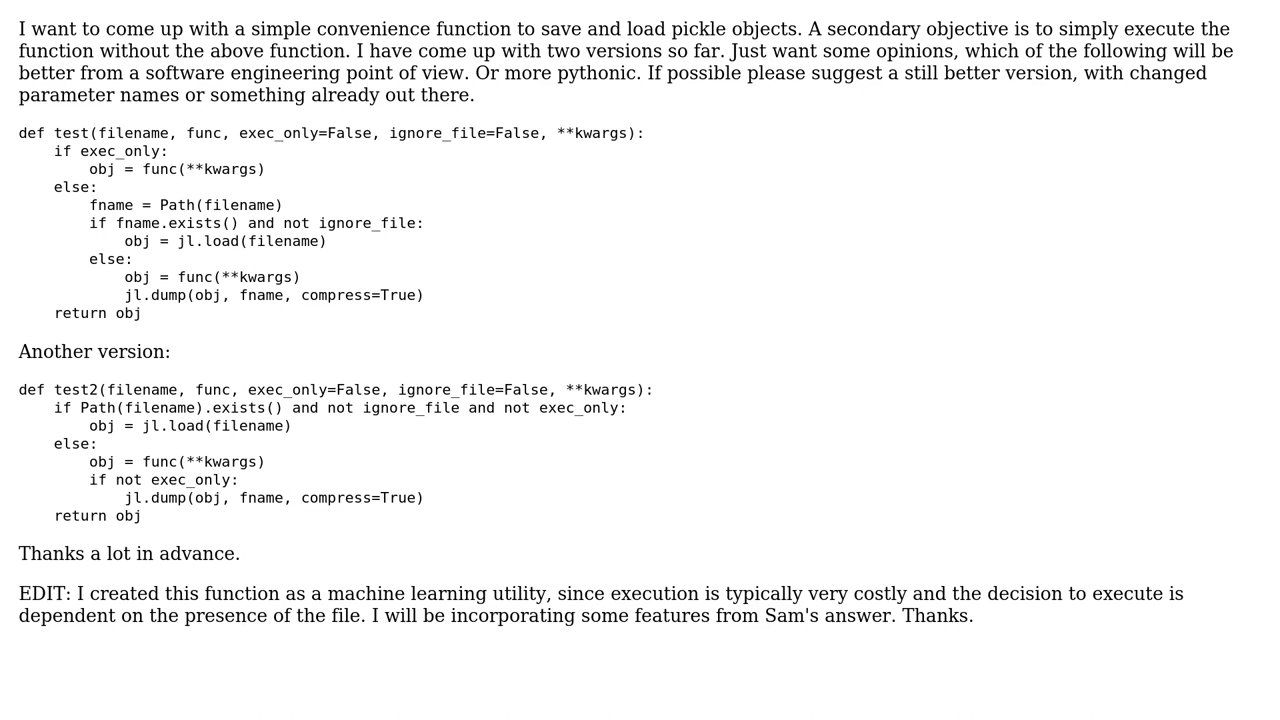 I want to come up with a simple convenience function to save and load pickle objects. A secondary objective is to simply execute the
function without the above function. I have come up with two versions so far. Just want some opinions, which of the following will be
better from a software engineering point of view. Or more pythonic. If possible please suggest a still better version, with changed
parameter names or something already out there.
def test(filename, func, exec_only=False, ignore_file=False, **kwargs):
    if exec_only:
        obj = func(**kwargs)
    else:
        fname = Path(filename)
        if fname.exists() and not ignore_file:
            obj = jl.load(filename)
        else:
            obj = func(**kwargs)
            jl.dump(obj, fname, compress=True)
    return obj
Another version:
def test2(filename, func, exec_only=False, ignore_file=False, **kwargs):
    if Path(filename).exists() and not ignore_file and not exec_only:
        obj = jl.load(filename)
    else:
        obj = func(**kwargs)
        if not exec_only:
            jl.dump(obj, fname, compress=True)
    return obj
Thanks a lot in advance.
EDIT: I created this function as a machine learning utility, since execution is typically very costly and the decision to execute is
dependent on the presence of the file. I will be incorporating some features from Sam's answer. Thanks.